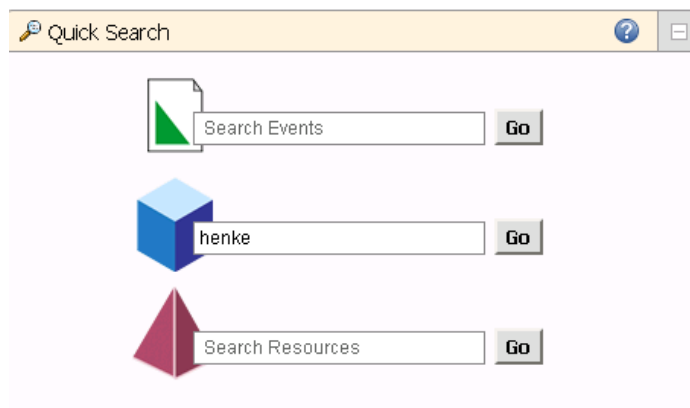 Quick Search ?
Search Events Go
henke Go
Search Resources Go